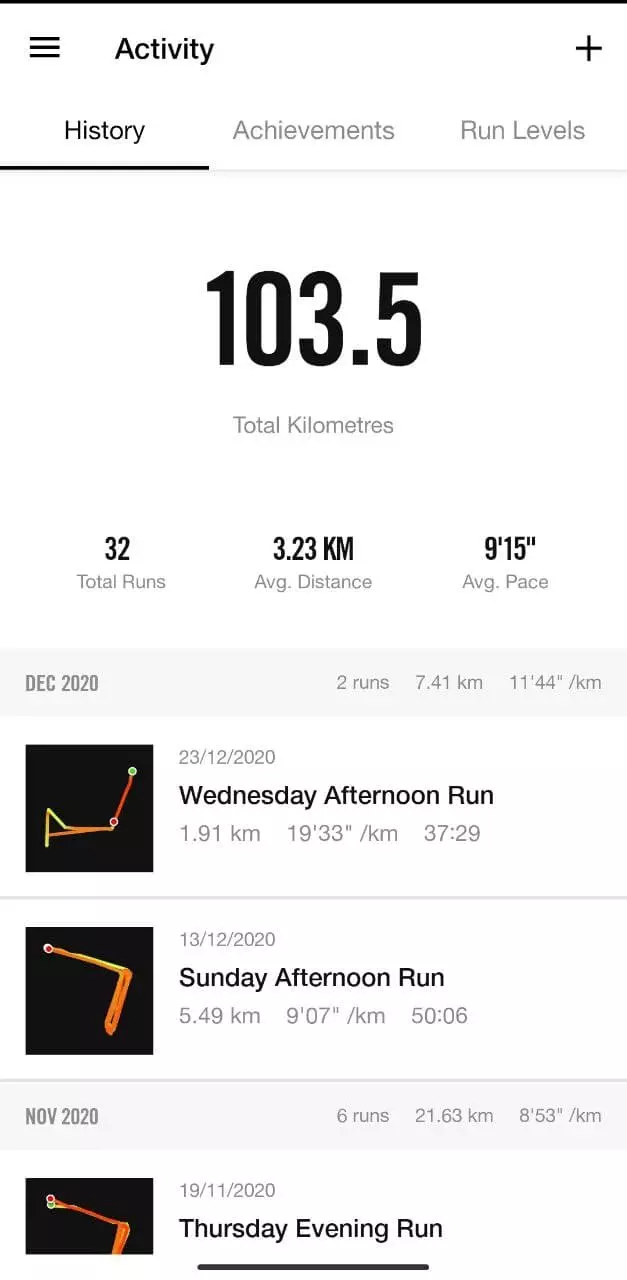 Activity
History Achievements Run Levels
103.5
Total Kilometres
32 3.23 KM 9'15"
Total Runs Avg. Distance Avg. Pace
DEC 2020 2 runs 7.41 km 11'44" /km
23/12/2020
Wednesday Afternoon Run
1.91 km 19'33" /km 37:29
13/12/2020
Sunday Afternoon Run
5.49 km 9'07" /km 50:06
NOV 2020 6 runs 21.63 km 8'53" /km
19/11/2020
Thursday Evening Run